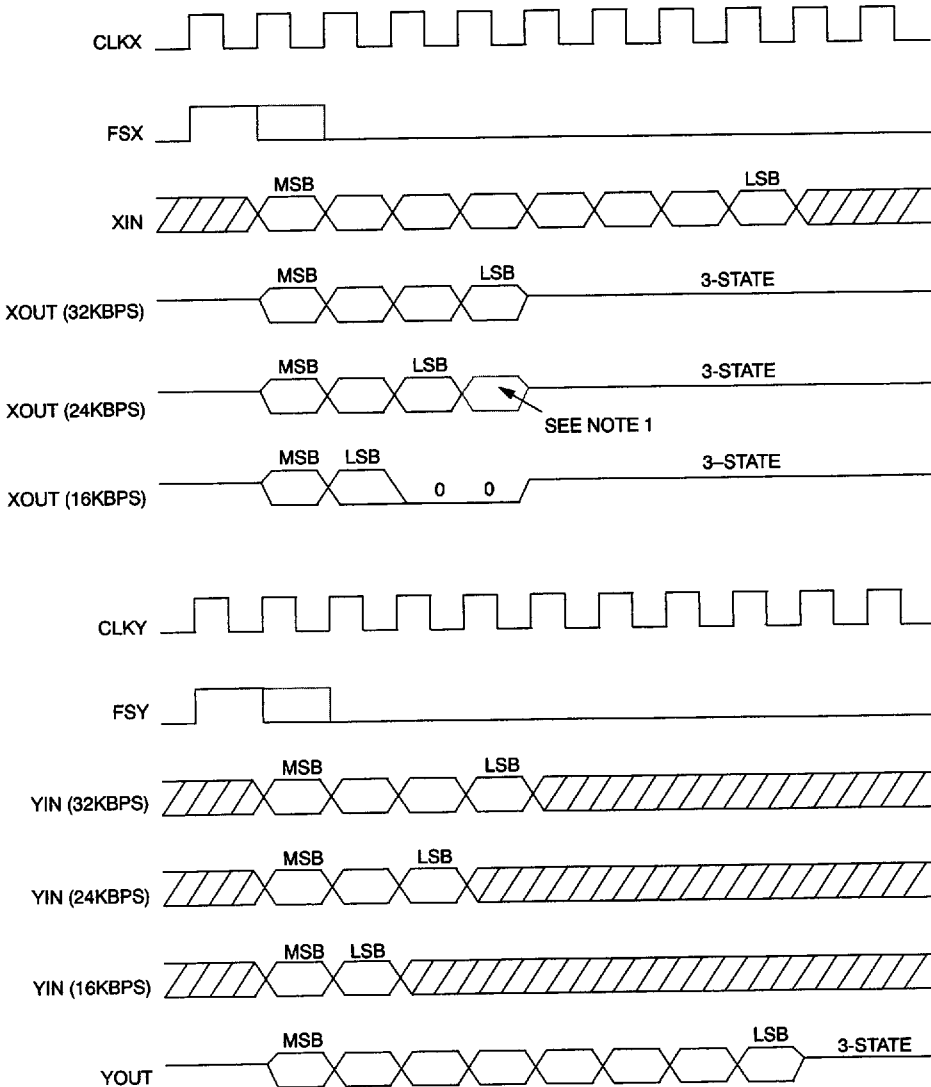 CLKX
FSX
MSB LSB
XIN
MSB LSB 3-STATE
XOUT (32KBPS)
MSB LSB 3-STATE
XOUT (24KBPS)
SEE NOTE 1
MSB LSB 3–STATE
XOUT (16KBPS) 0 0
CLKY
FSY
MSB LSB
YIN (32KBPS)
MSB LSB
YIN (24KBPS)
MSB LSB
YIN (16KBPS)
MSB LSB 3-STATE
YOUT